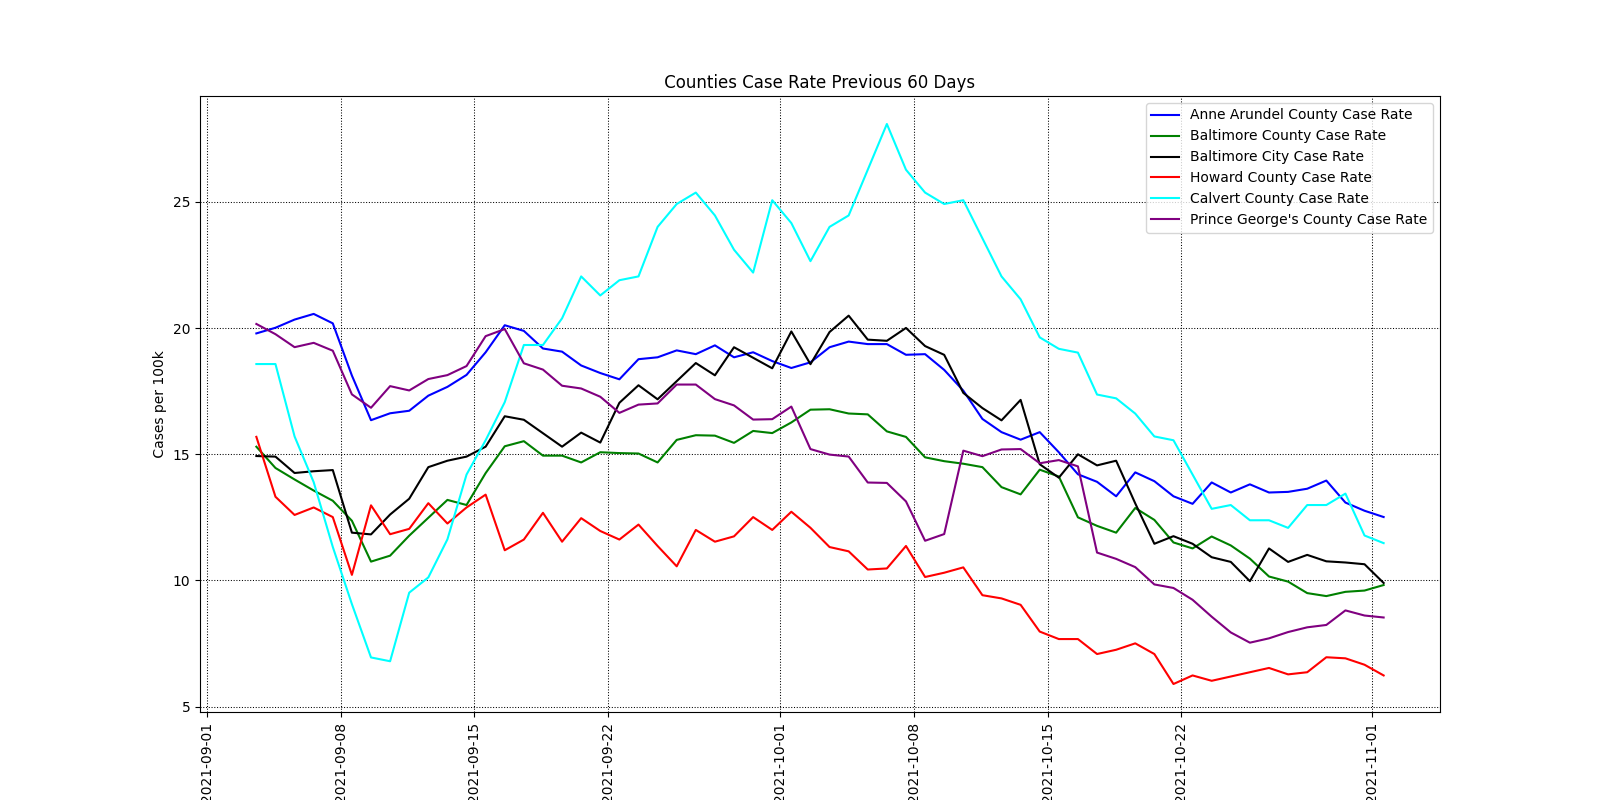 Counties Case Rate Previous 60 Days
Anne Arundel County Case Rate
Baltimore County Case Rate
Baltimore City Case Rate
Howard County Case Rate
Calvert County Case Rate
Prince George's County Case Rate
Cases per 100k
25
20
15
10
5
2021-09-01
2021-09-08
2021-09-15
2021-09-22
2021-10-01
2021-10-08
2021-10-15
2021-10-22
2021-11-01